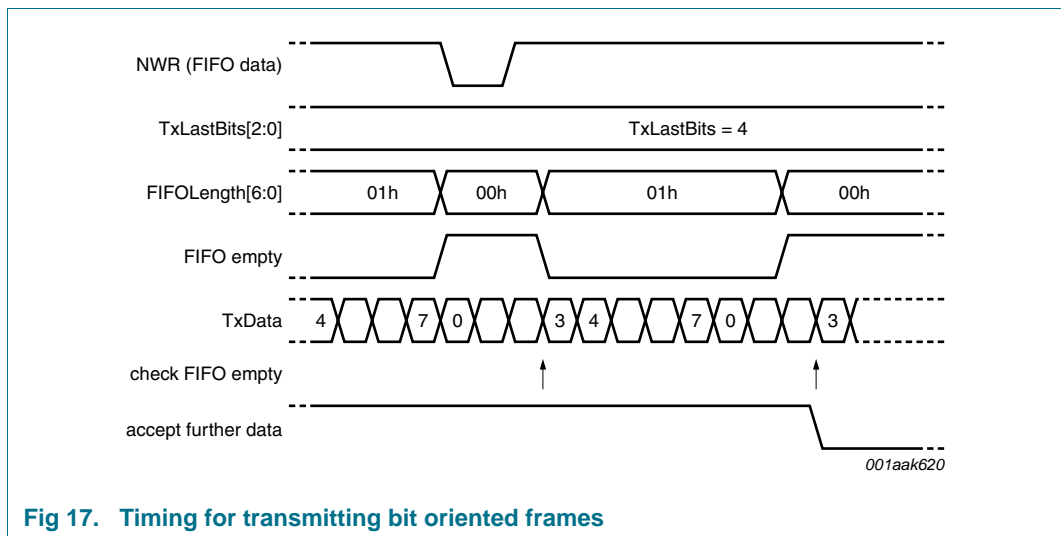 NWR (FIFO data)
TxLastBits[2:0] TxLastBits = 4
FIFOLength[6:0] 01h 00h 01h 00h
FIFO empty
TxData 4 7 0 3 4 7 0 3
check FIFO empty
accept further data
001aak620
Fig 17. Timing for transmitting bit oriented frames